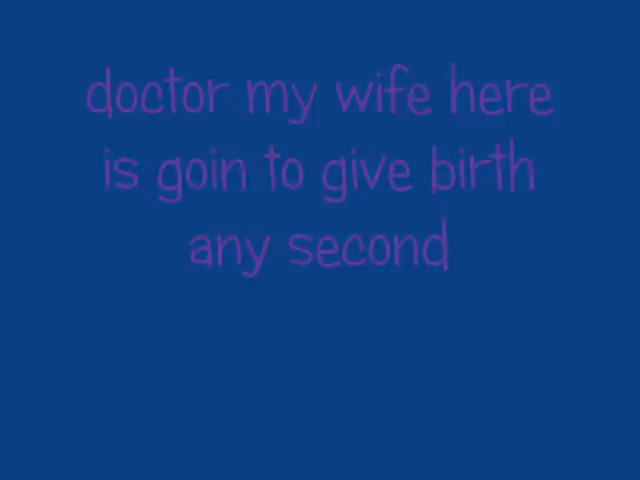 doctor my wife here
is goin to give birth
any second